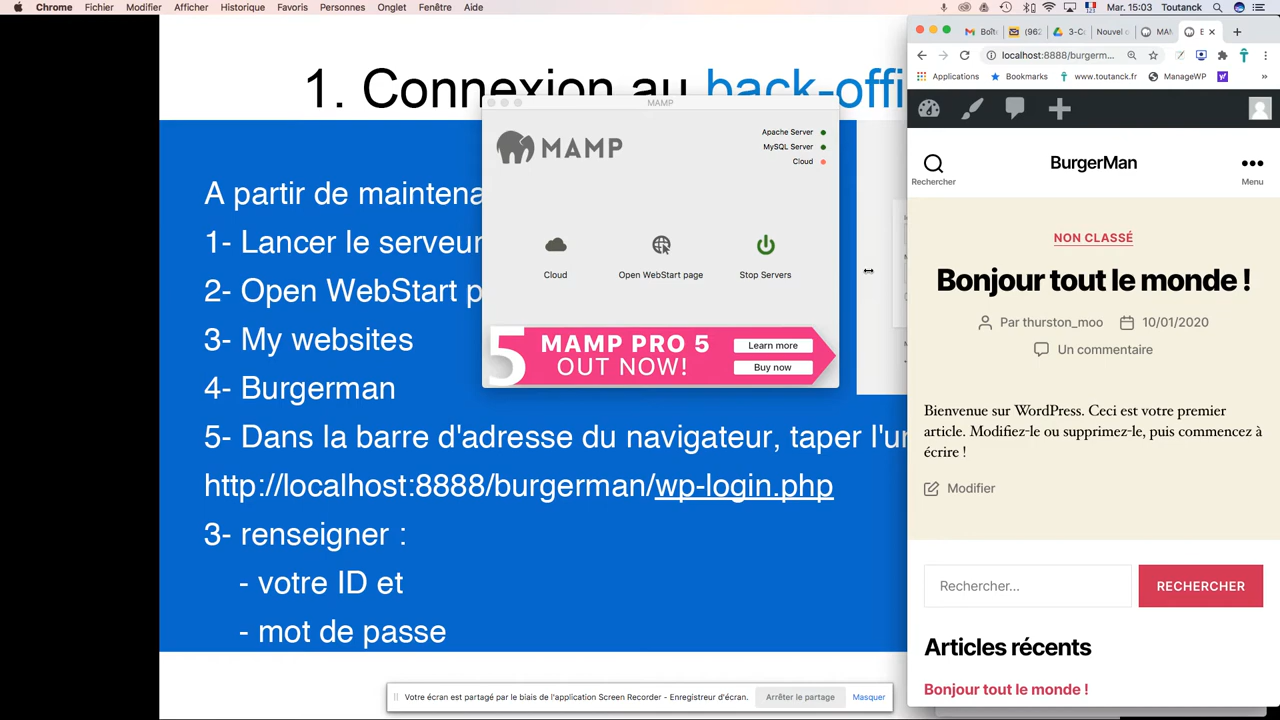 Chrome Fichier Modifier Afficher Historique Favoris Personnes Onglet Fenêtre Aide Mar. 15:03 Toutanck
1. Connexion au back-offi
A partir de maintena
1- Lancer le serveur
2- Open WebStart p
3- My websites
4- Burgerman
5- Dans la barre d'adresse du navigateur, taper l'u
http://localhost:8888/burgerman/wp-login.php
3- renseigner :
- votre ID et
- mot de passe
MAMP
MAMP
Apache Server
MySQL Server
Cloud
Cloud Open WebStart page Stop Servers
5 MAMP PRO 5
OUT NOW!
Learn more
Buy now
Votre écran est partagé par le biais de l'application Screen Recorder - Enregistreur d'écran. Arrêter le partage Masquer
Boît (962 3-C Nouvel o MAM E
localhost:8888/burgerm...
Applications Bookmarks www.toutanck.fr ManageWP »
Rechercher BurgerMan Menu
NON CLASSÉ
Bonjour tout le monde !
Par thurston_moo 10/01/2020
Un commentaire
Bienvenue sur WordPress. Ceci est votre premier
article. Modifiez-le ou supprimez-le, puis commencez à
écrire !
Modifier
Rechercher... RECHERCHER
Articles récents
Bonjour tout le monde !